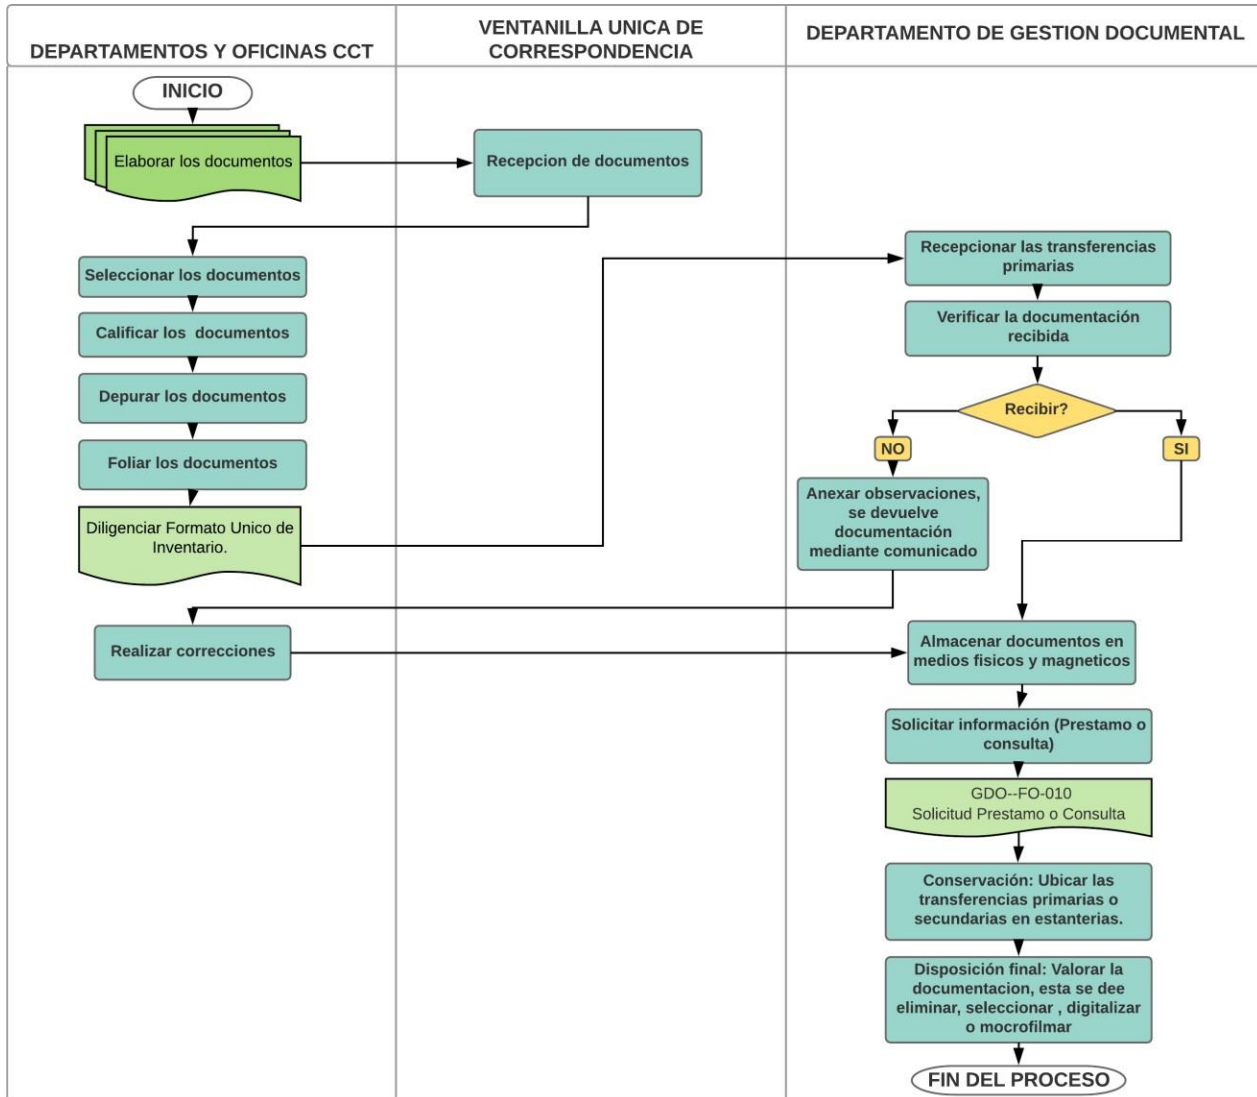 DEPARTAMENTOS Y OFICINAS CCT
VENTANILLA UNICA DE
CORRESPONDENCIA
DEPARTAMENTO DE GESTION DOCUMENTAL
INICIO
Elaborar los documentos
Recepcion de documentos
Seleccionar los documentos
Calificar los documentos
Depurar los documentos
Foliar los documentos
Diligenciar Formato Unico de
Inventario.
Recepcionar las transferencias
primarias
Verificar la documentación
recibida
Recibir?
NO
SI
Anexar observaciones,
se devuelve
documentación
mediante comunicado
Realizar correcciones
Almacenar documentos en
medios fisicos y magneticos
Solicitar información (Prestamo o
consulta)
GDO--FO-010
Solicitud Prestamo o Consulta
Conservación: Ubicar las
transferencias primarias o
secundarias en estanterias.
Disposición final: Valorar la
documentacion, esta se dee
eliminar, seleccionar , digitalizar
o mocrofilmar
FIN DEL PROCESO